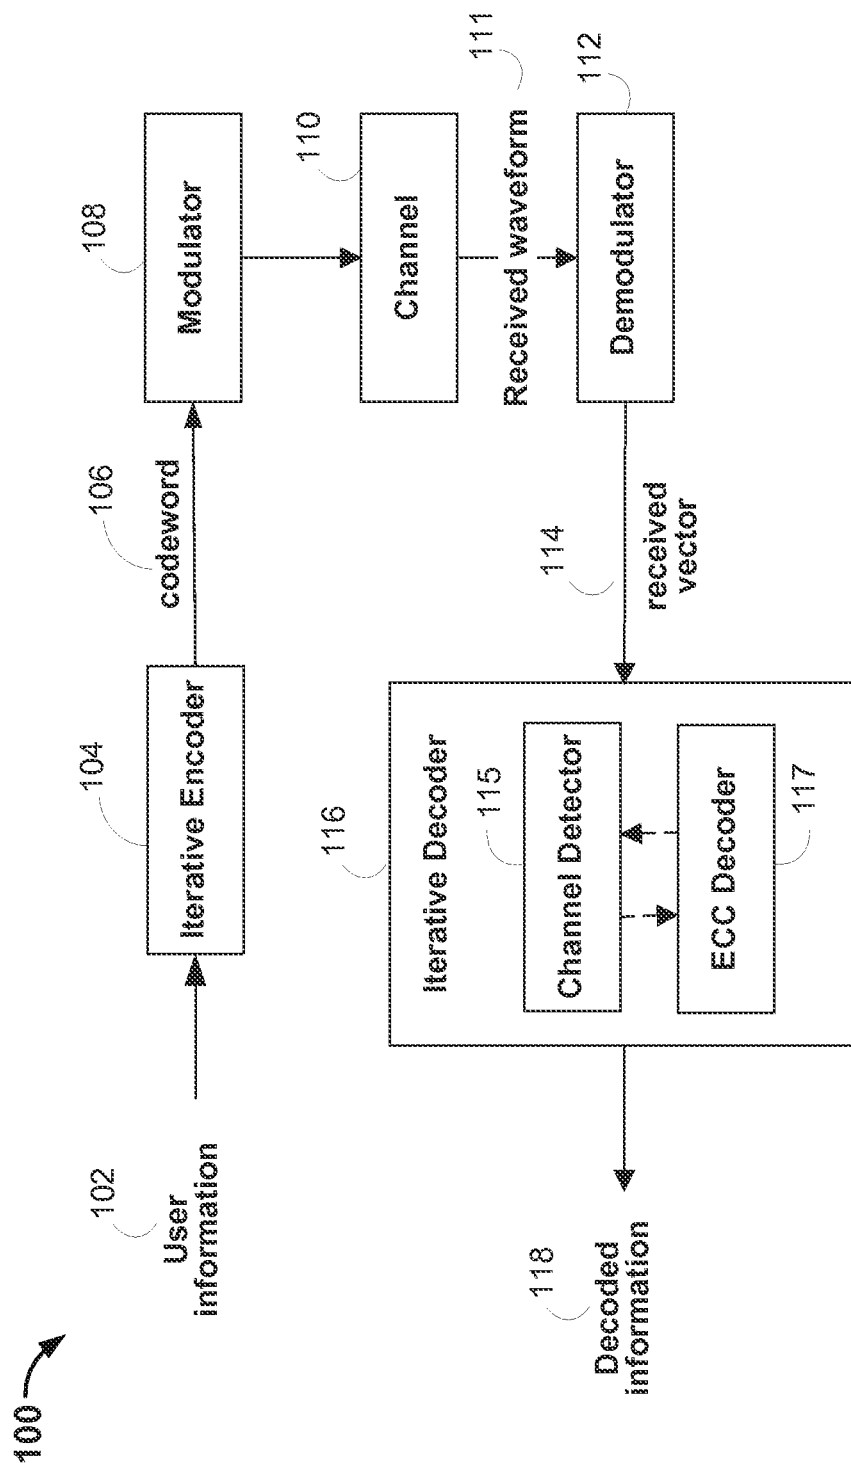 100
102
User
information
104
Iterative Encoder
106
codeword
108
Modulator
110
Channel
111
Received waveform
112
Demodulator
114
received
vector
116
Iterative Decoder
115
Channel Detector
ECC Decoder
117
118
Decoded
information